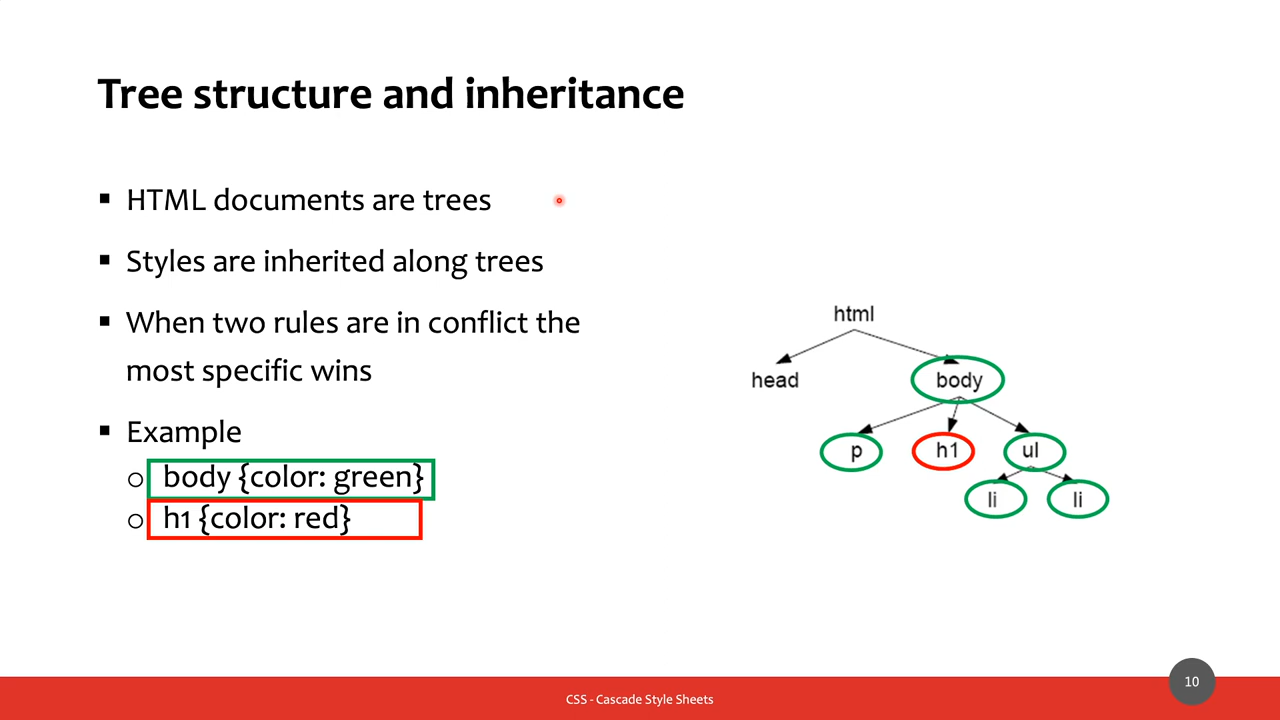 Tree structure and inheritance
HTML documents are trees
Styles are inherited along trees
When two rules are in conflict the
most specific wins
Example
body {color: green}
h1 {color: red}
html
head
body
p
h1
ul
li
li
CSS - Cascade Style Sheets
10